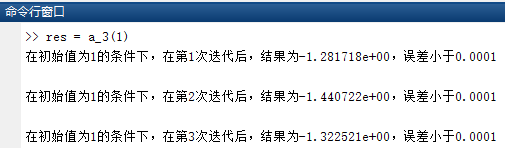 命令行窗口
>> res = a_3(1)
在初始值为1的条件下，在第1次迭代后，结果为-1.281718e+00，误差小于0.0001
在初始值为1的条件下，在第2次迭代后，结果为-1.440722e+00，误差小于0.0001
在初始值为1的条件下，在第3次迭代后，结果为-1.322521e+00，误差小于0.0001